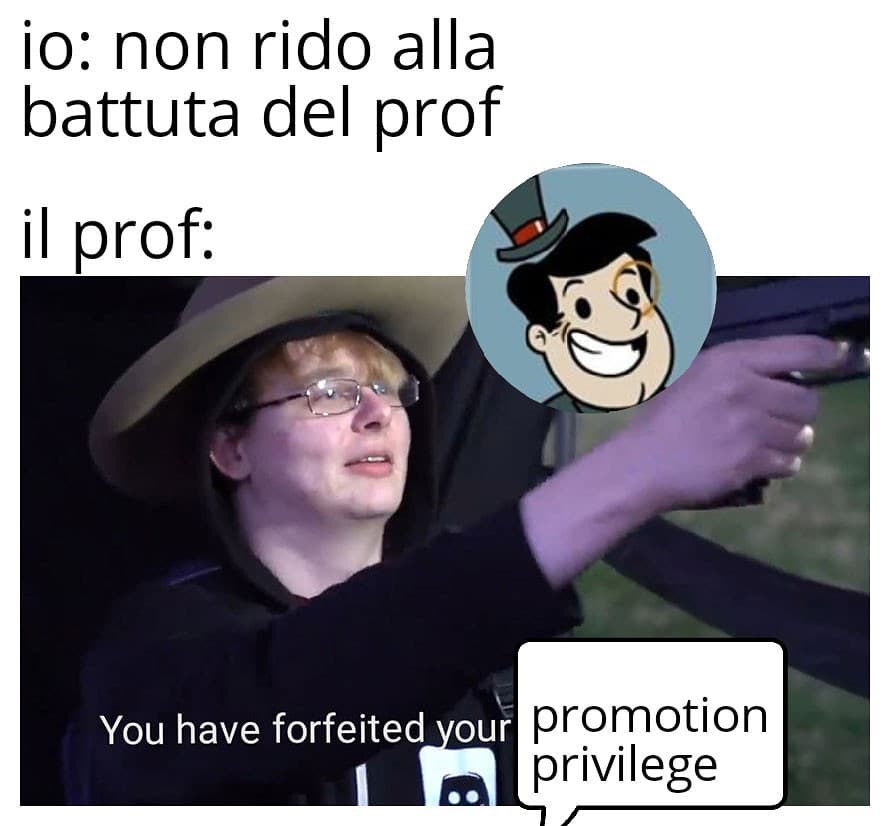 io: non rido alla
battuta del prof
il prof:
You have forfeited your promotion
privilege